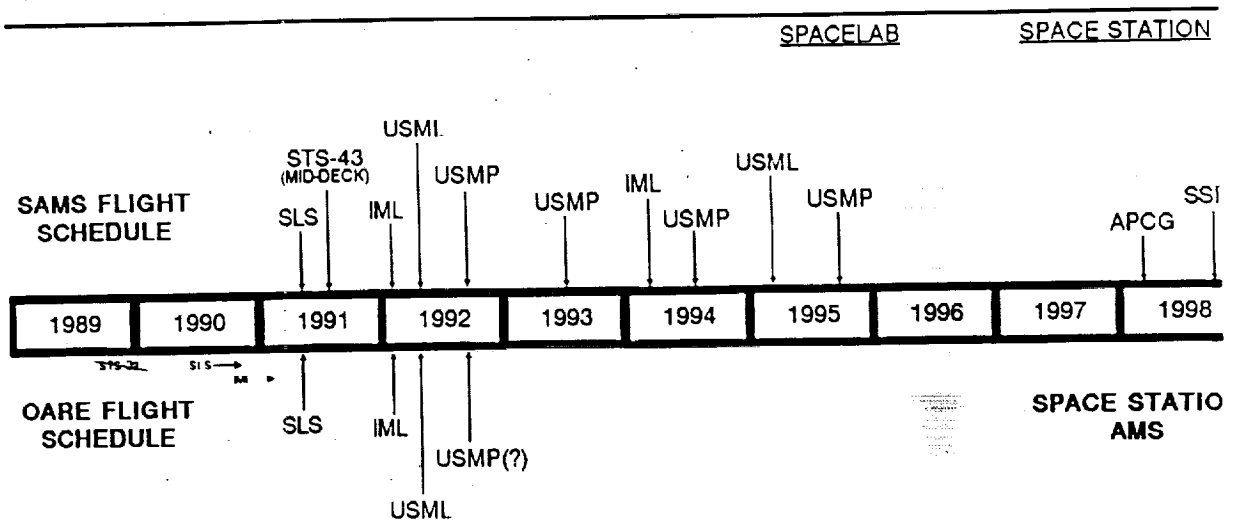 SPACELAB SPACE STATION
USML
STS-43
(MID-DECK)
USMP
USML
IML
USMP
USMP
SAMS FLIGHT
SCHEDULE
SLS
IML
USMP
APCG
SSI
1989 1990 1991 1992 1993 1994 1995 1996 1997 1998
STS-32 SLS
OARE FLIGHT
SCHEDULE
SLS
IML
USMP(?)
USML
SPACE STATIO
AMS